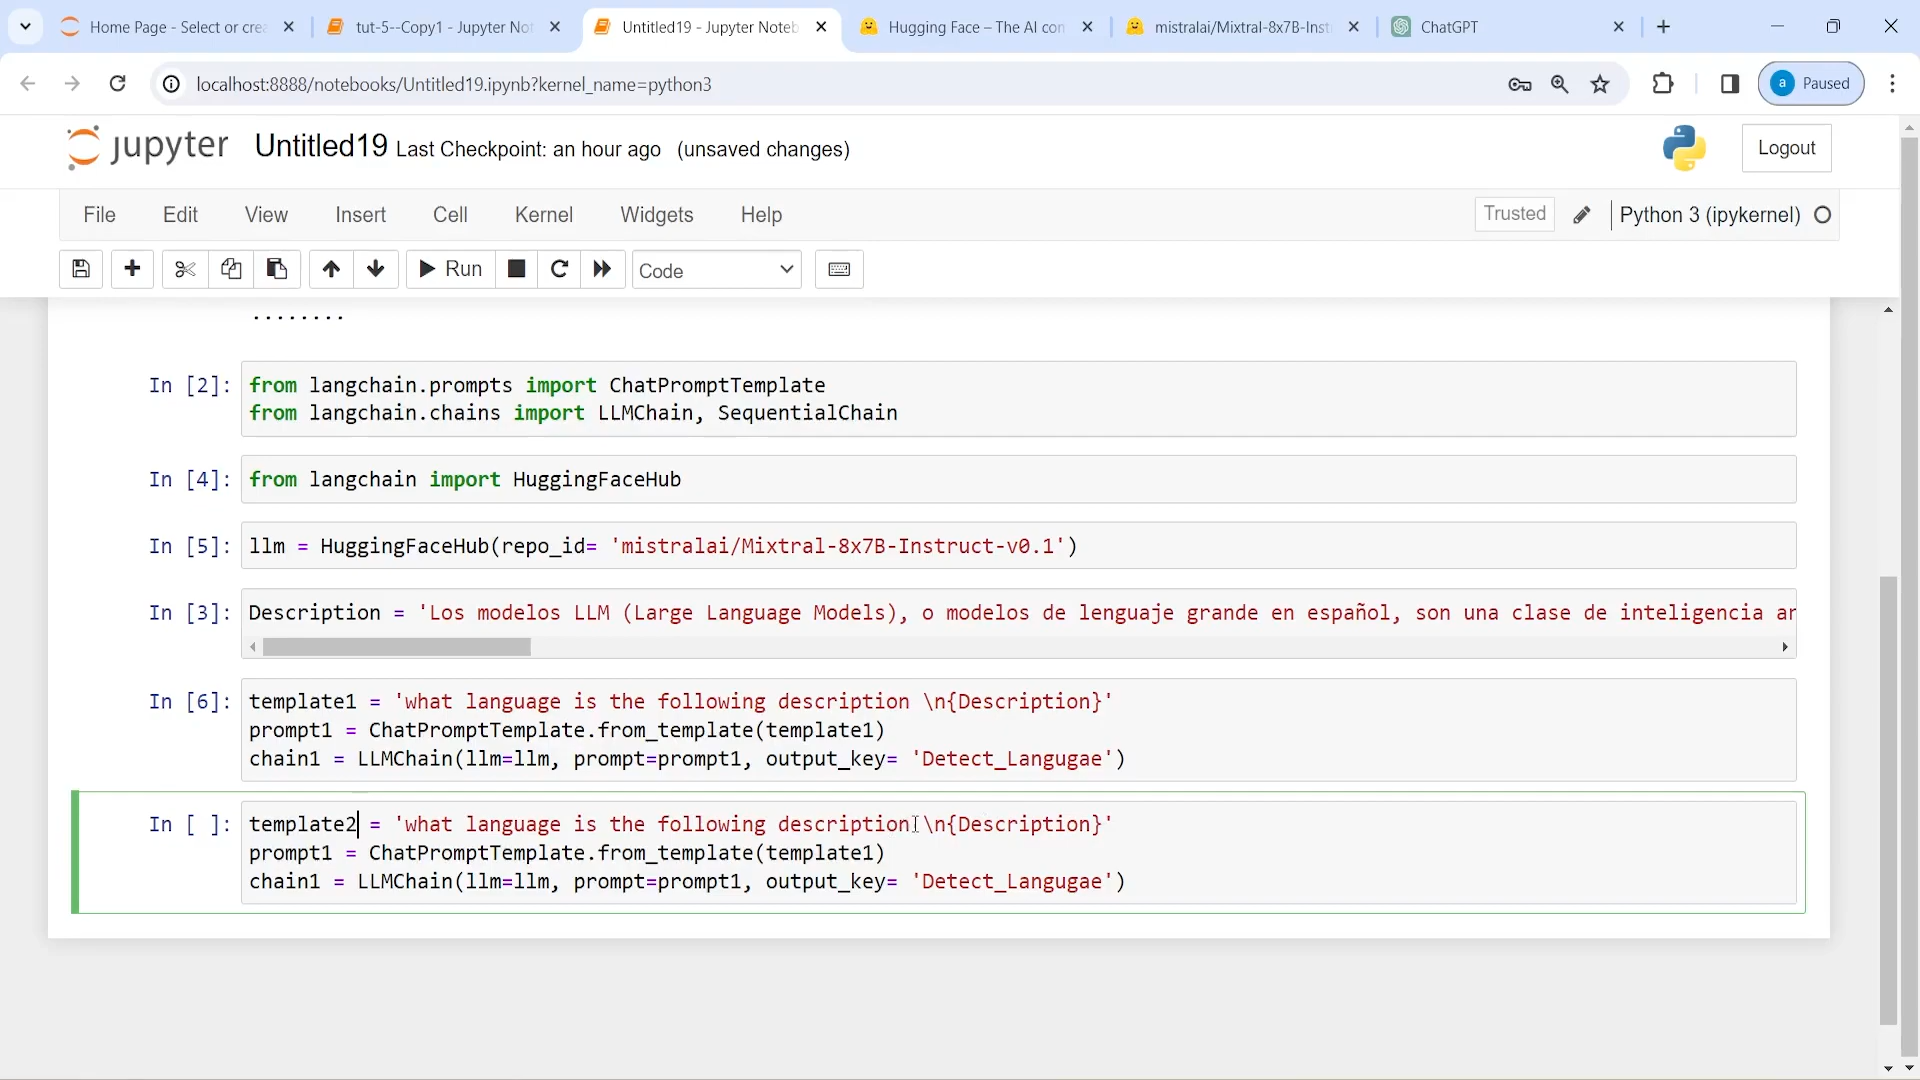 Home Page - Select or crea
tut-5--Copy1 - Jupyter Not
Untitled19 - Jupyter Noteb
Hugging Face – The AI con
mistralai/Mixtral-8x7B-Inst
ChatGPT
localhost:8888/notebooks/Untitled19.ipynb?kernel_name=python3
a Paused
jupyter Untitled19 Last Checkpoint: an hour ago (unsaved changes)
Logout
File Edit View Insert Cell Kernel Widgets Help
Trusted Python 3 (ipykernel)
Run Code
........
In [2]: from langchain.prompts import ChatPromptTemplate
from langchain.chains import LLMChain, SequentialChain
In [4]: from langchain import HuggingFaceHub
In [5]: llm = HuggingFaceHub(repo_id= 'mistralai/Mixtral-8x7B-Instruct-v0.1')
In [3]: Description = 'Los modelos LLM (Large Language Models), o modelos de lenguaje grande en español, son una clase de inteligencia ar
In [6]: template1 = 'what language is the following description \n{Description}'
prompt1 = ChatPromptTemplate.from_template(template1)
chain1 = LLMChain(llm=llm, prompt=prompt1, output_key= 'Detect_Langugae')
In [ ]: template2 = 'what language is the following description \n{Description}'
prompt1 = ChatPromptTemplate.from_template(template1)
chain1 = LLMChain(llm=llm, prompt=prompt1, output_key= 'Detect_Langugae')